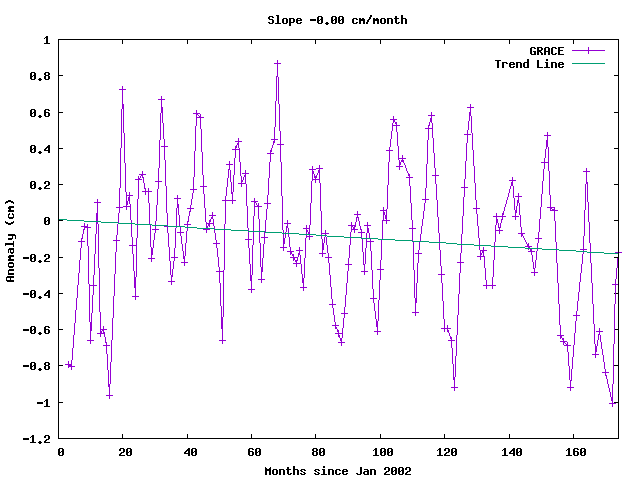 Slope -0.00 cm/month
GRACE
Trend Line
1
0.8
0.6
0.4
0.2
0
-0.2
-0.4
-0.6
-0.8
-1
-1.2
Anomaly (cm)
0 20 40 60 80 100 120 140 160
Months since Jan 2002